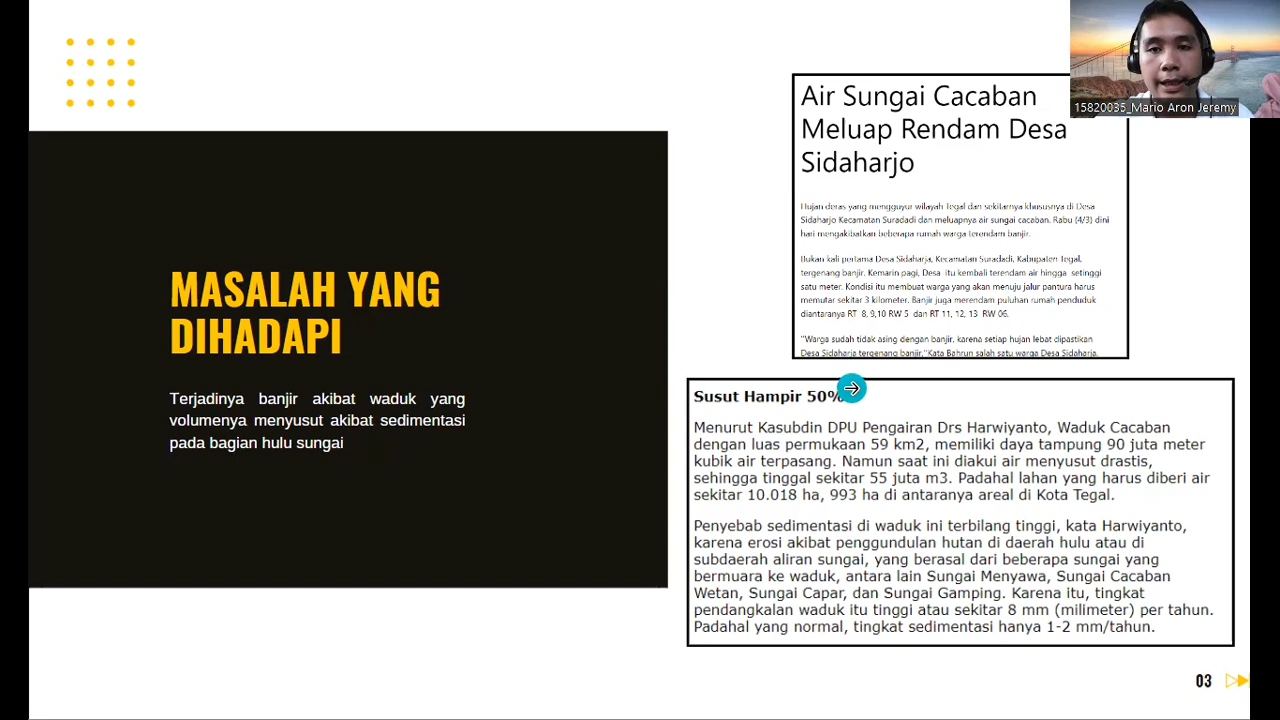 MASALAH YANG
DIHADAPI
Terjadinya banjir akibat waduk yang
volumenya menyusut akibat sedimentasi
pada bagian hulu sungai
Air Sungai Cacaban
Meluap Rendam Desa
Sidaharjo
Hujan deras yang mengguyur wilayah Tegal dan sekitarnya khususnya di Desa
Sidaharjo Kecamatan Suradadi dan meluapnya air sungai cacaban. Rabu (4/3) dini
hari mengakibatkan beberapa rumah warga terendam banjir.
Bukan kali pertama Desa Sidaharja, Kecamatan Suradadi, Kabupaten Tegal,
tergenang banjir. Kemarin pagi, Desa itu kembali terendam air hingga setinggi
satu meter. Kondisi itu membuat warga yang akan menuju jalur pantura harus
memutar sekitar 3 kilometer. Banjir juga merendam puluhan rumah penduduk
diantaranya RT 8, 9,10 RW 5 dan RT 11, 12, 13 RW 06.
"Warga sudah tidak asing dengan banjir, karena setiap hujan lebat dipastikan
Desa Sidaharja tergenang banjir,"Kata Bahrun salah satu warga Desa Sidaharja.
15820035_Mario Aron Jeremy
Susut Hampir 50%
Menurut Kasubdin DPU Pengairan Drs Harwiyanto, Waduk Cacaban
dengan luas permukaan 59 km2, memiliki daya tampung 90 juta meter
kubik air terpasang. Namun saat ini diakui air menyusut drastis,
sehingga tinggal sekitar 55 juta m3. Padahal lahan yang harus diberi air
sekitar 10.018 ha, 993 ha di antaranya areal di Kota Tegal.
Penyebab sedimentasi di waduk ini terbilang tinggi, kata Harwiyanto,
karena erosi akibat penggundulan hutan di daerah hulu atau di
subdaerah aliran sungai, yang berasal dari beberapa sungai yang
bermuara ke waduk, antara lain Sungai Menyawa, Sungai Cacaban
Wetan, Sungai Capar, dan Sungai Gamping. Karena itu, tingkat
pendangkalan waduk itu tinggi atau sekitar 8 mm (milimeter) per tahun.
Padahal yang normal, tingkat sedimentasi hanya 1-2 mm/tahun.
03